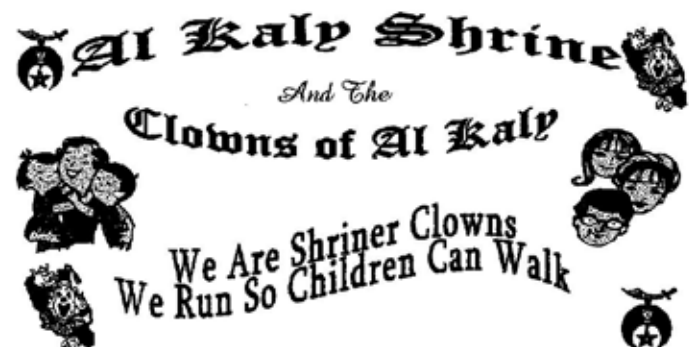 Al Kaly Shrine
And The
Clowns of Al Kaly
We Are Shriner Clowns
We Run So Children Can Walk